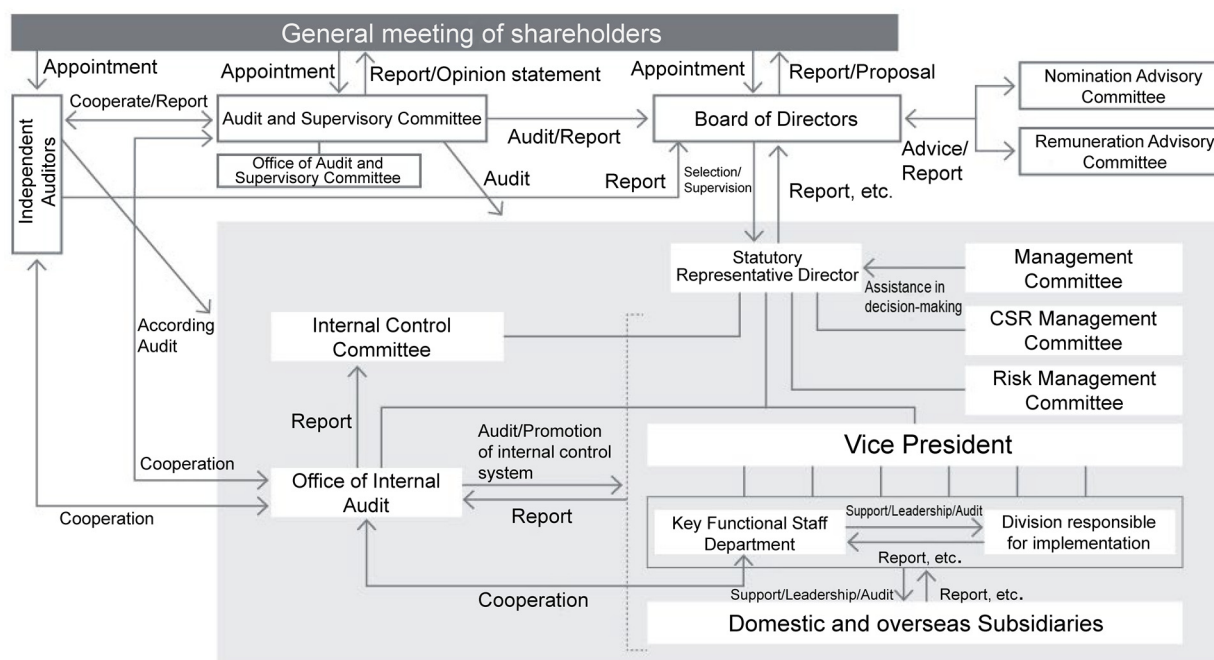 General meeting of shareholders
Appointment
Appointment
Report/Opinion statement
Appointment
Report/Proposal
Cooperate/Report
Independent
Auditors
Audit and Supervisory Committee
Audit/Report
Board of Directors
Nomination Advisory
Committee
Remuneration Advisory
Committee
Advice/
Report
Office of Audit and
Supervisory Committee
Audit
Report
Selection/
Supervision
Report, etc.
Statutory
Representative Director
Management
Committee
Assistance in
decision-making
CSR Management
Committee
Risk Management
Committee
According
Audit
Internal Control
Committee
Report
Audit/Promotion
of internal control
system
Vice President
Cooperation
Office of Internal
Audit
Report
Cooperation
Key Functional Staff
Department
Support/Leadership/Audit
Division responsible
for implementation
Report, etc.
Cooperation
Support/Leadership/Audit
Report, etc.
Domestic and overseas Subsidiaries